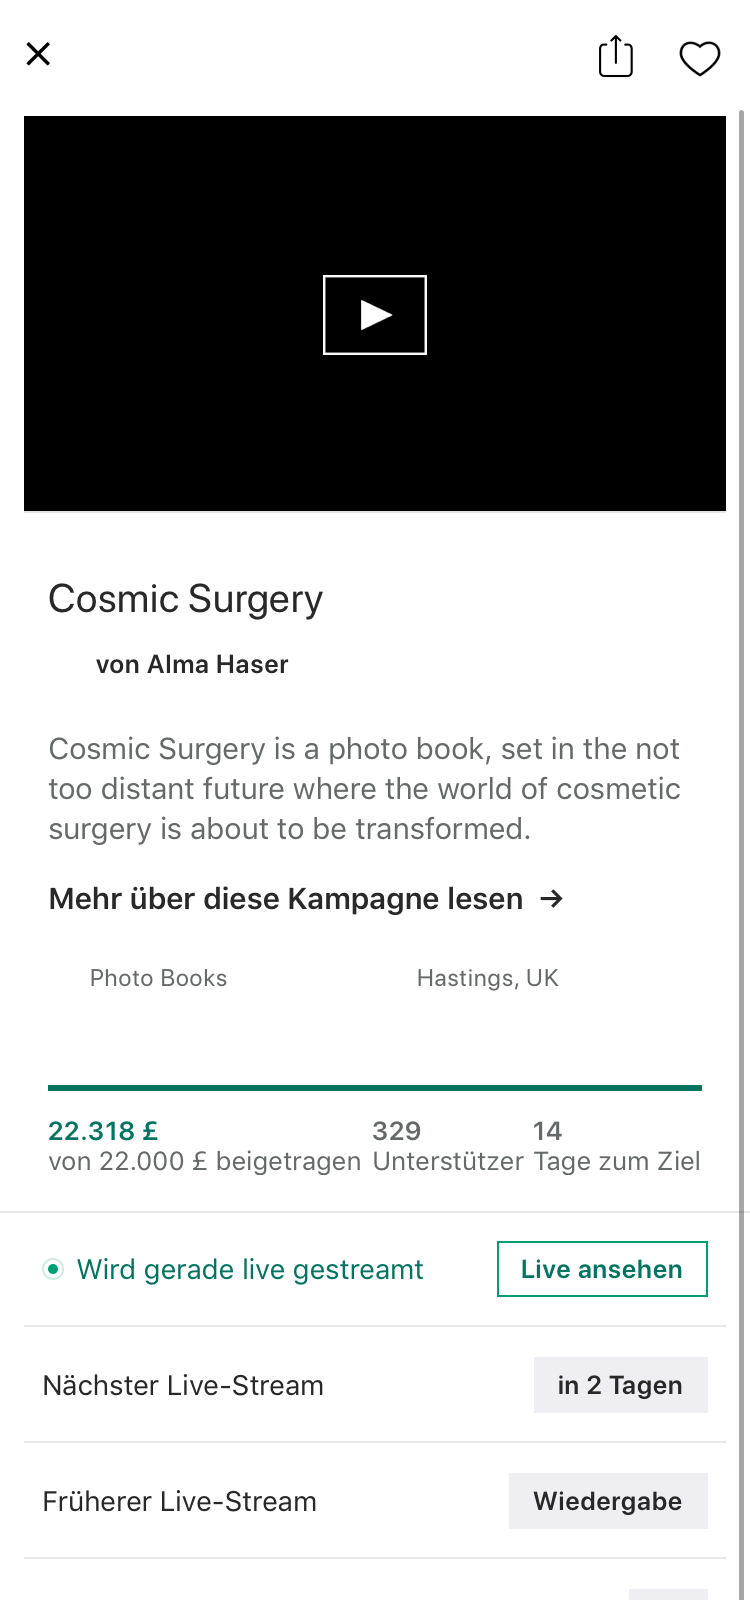 Cosmic Surgery
von Alma Haser
Cosmic Surgery is a photo book, set in the not
too distant future where the world of cosmetic
surgery is about to be transformed.
Mehr über diese Kampagne lesen →
Photo Books
Hastings, UK
22.318 £
von 22.000 £ beigetragen
329
Unterstützer
14
Tage zum Ziel
Wird gerade live gestreamt
Live ansehen
Nächster Live-Stream
in 2 Tagen
Früherer Live-Stream
Wiedergabe